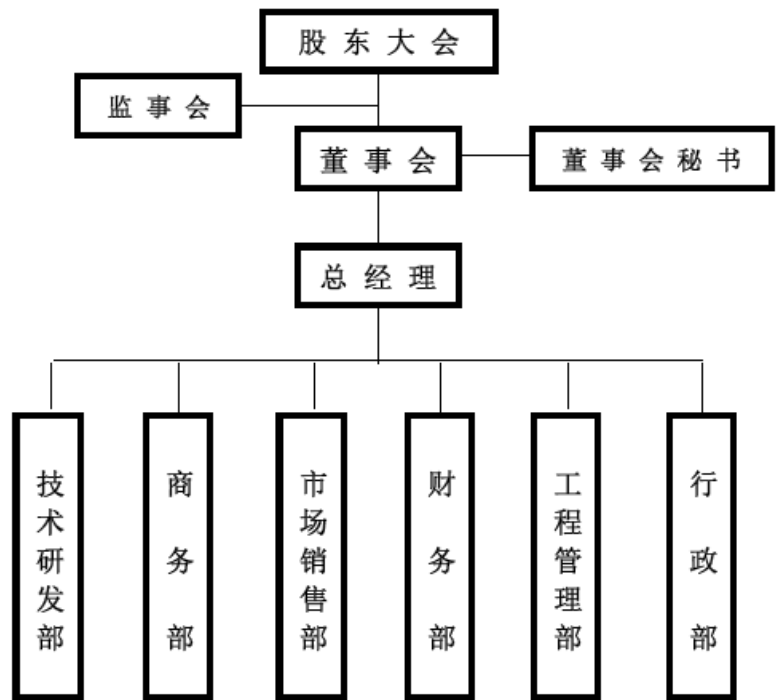 股东大会
监事会
董事会
董事会秘书
总经理
技术研发部
商务部
市场销售部
财务部
工程管理部
行政部